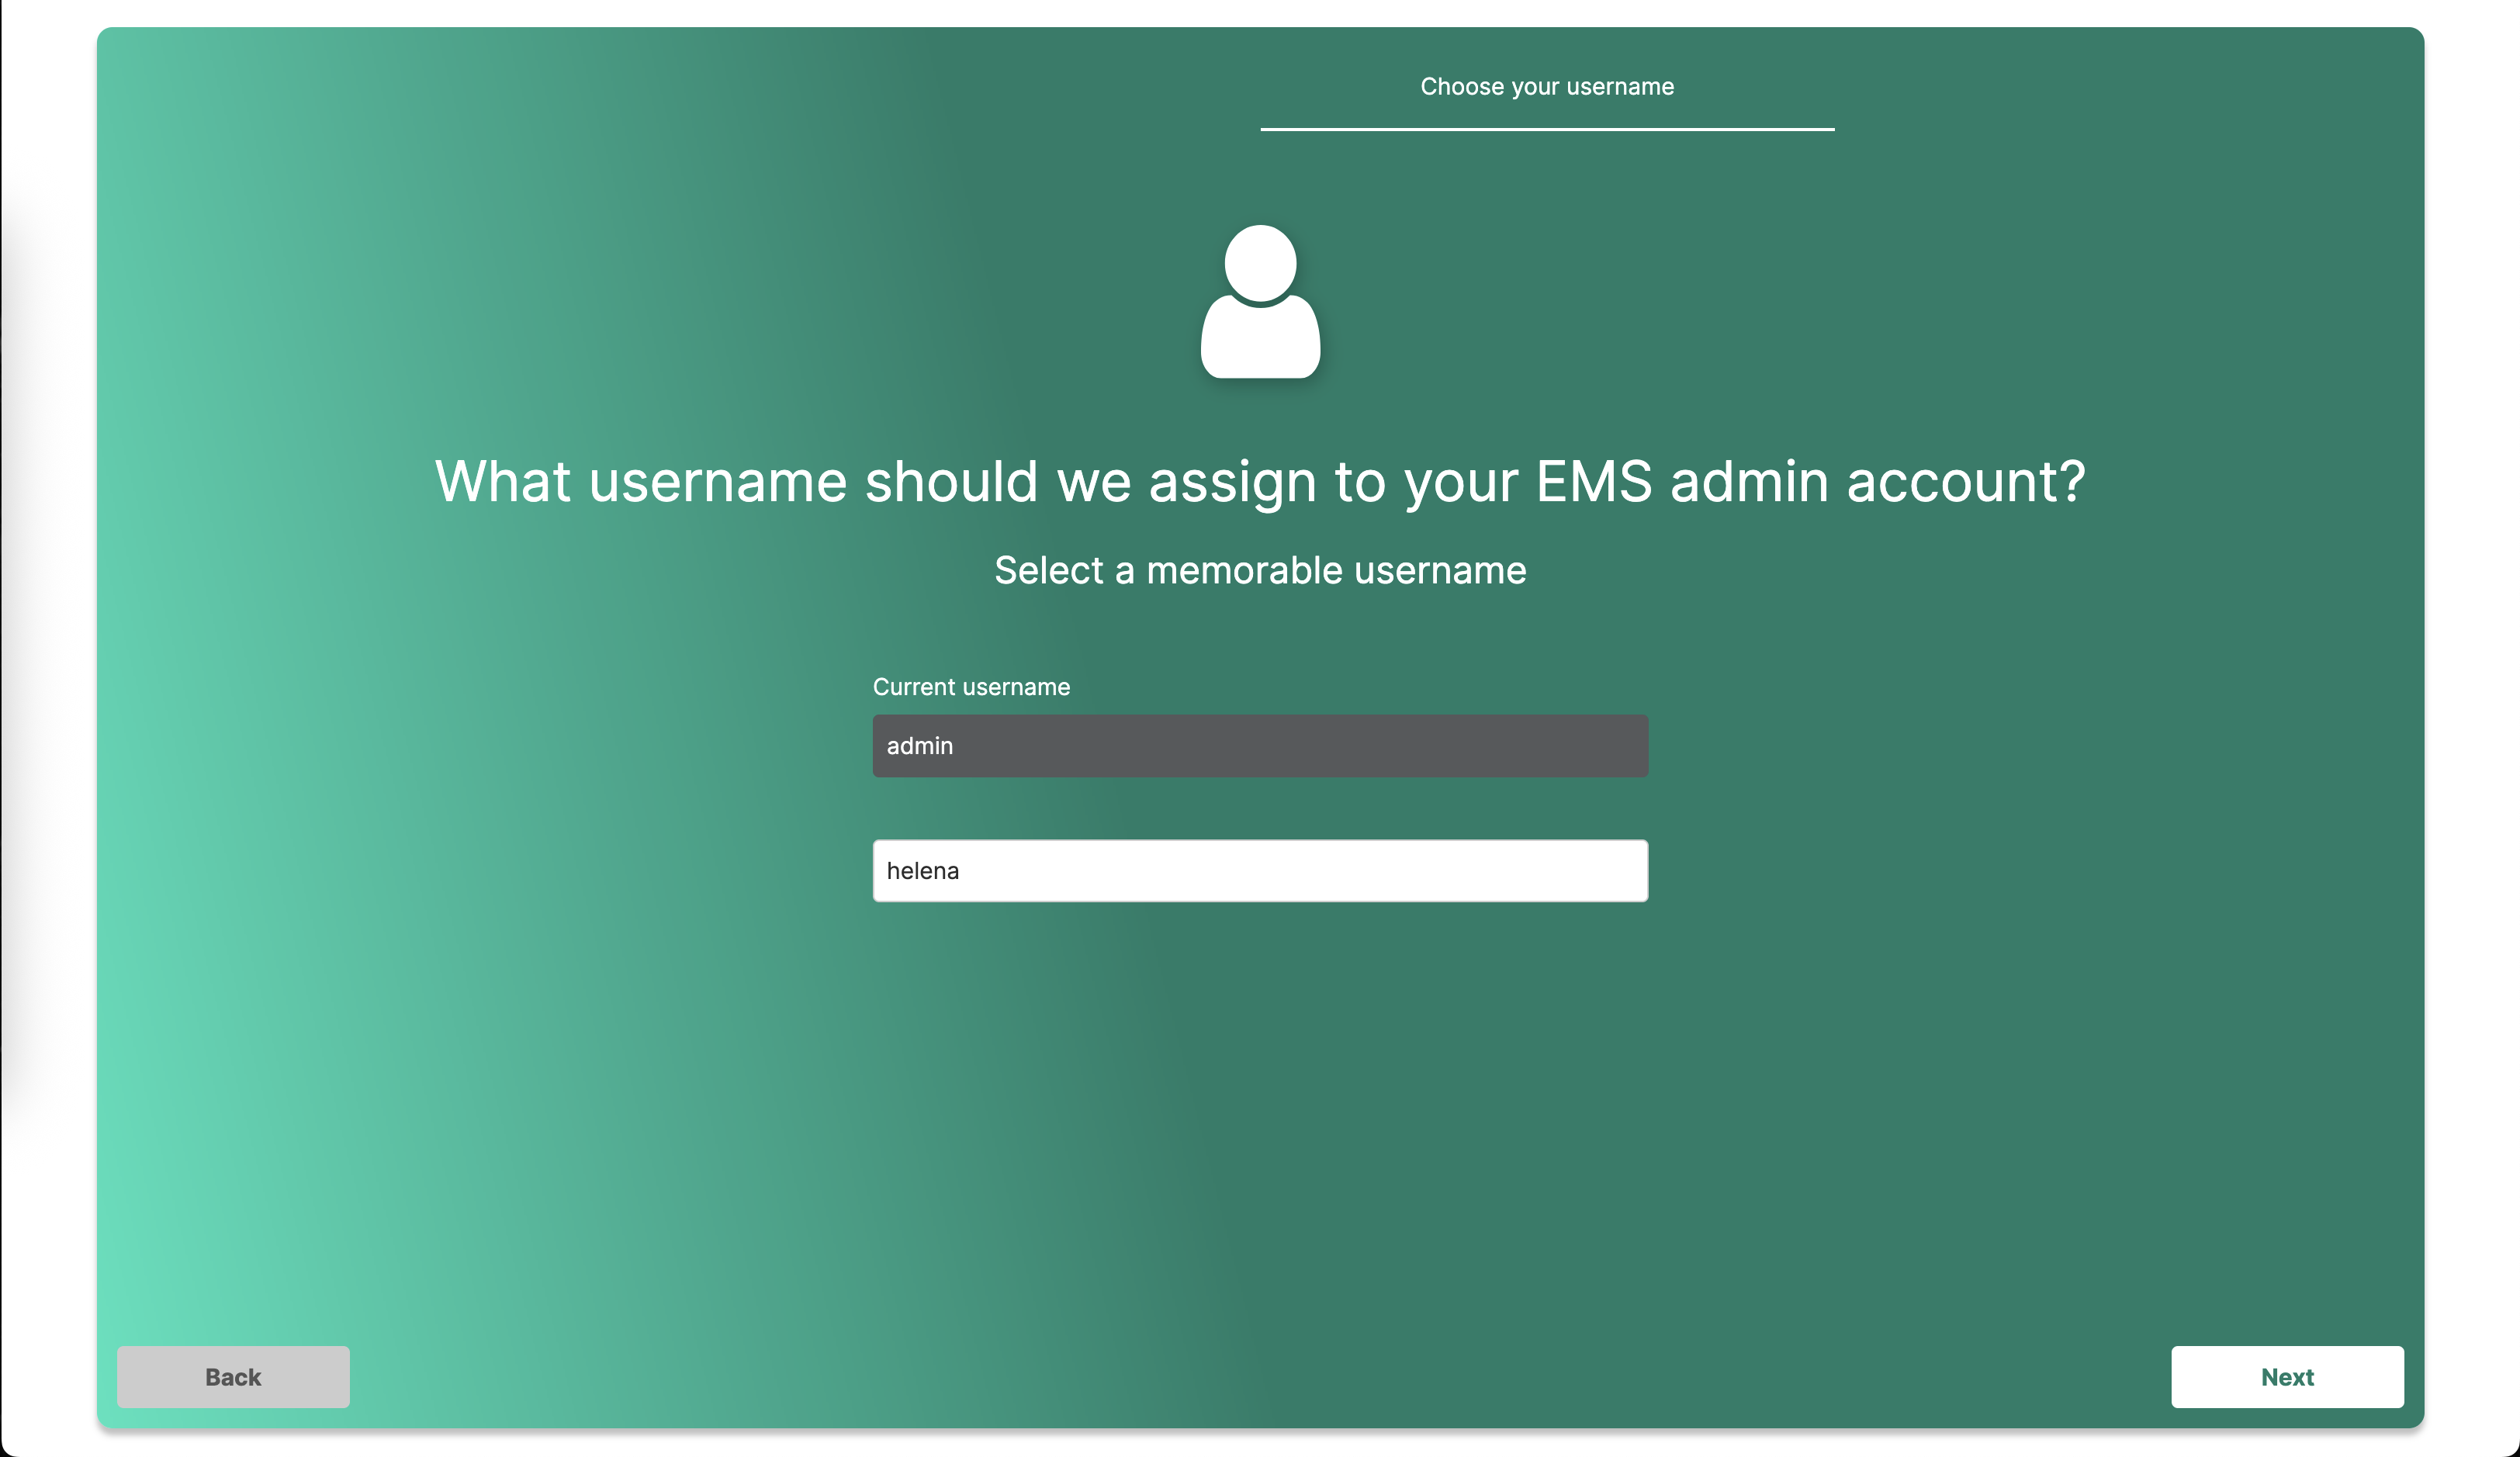 Choose your username
What username should we assign to your EMS admin account?
Select a memorable username
Current username
admin
helena
Back
Next